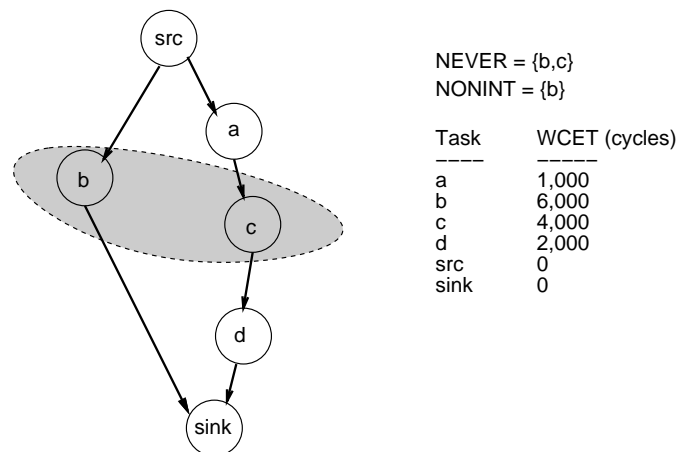 src
a
b
c
d
sink
NEVER = {b,c}
NONINT = {b}
Task WCET (cycles)
---- -----
a 1,000
b 6,000
c 4,000
d 2,000
src 0
sink 0